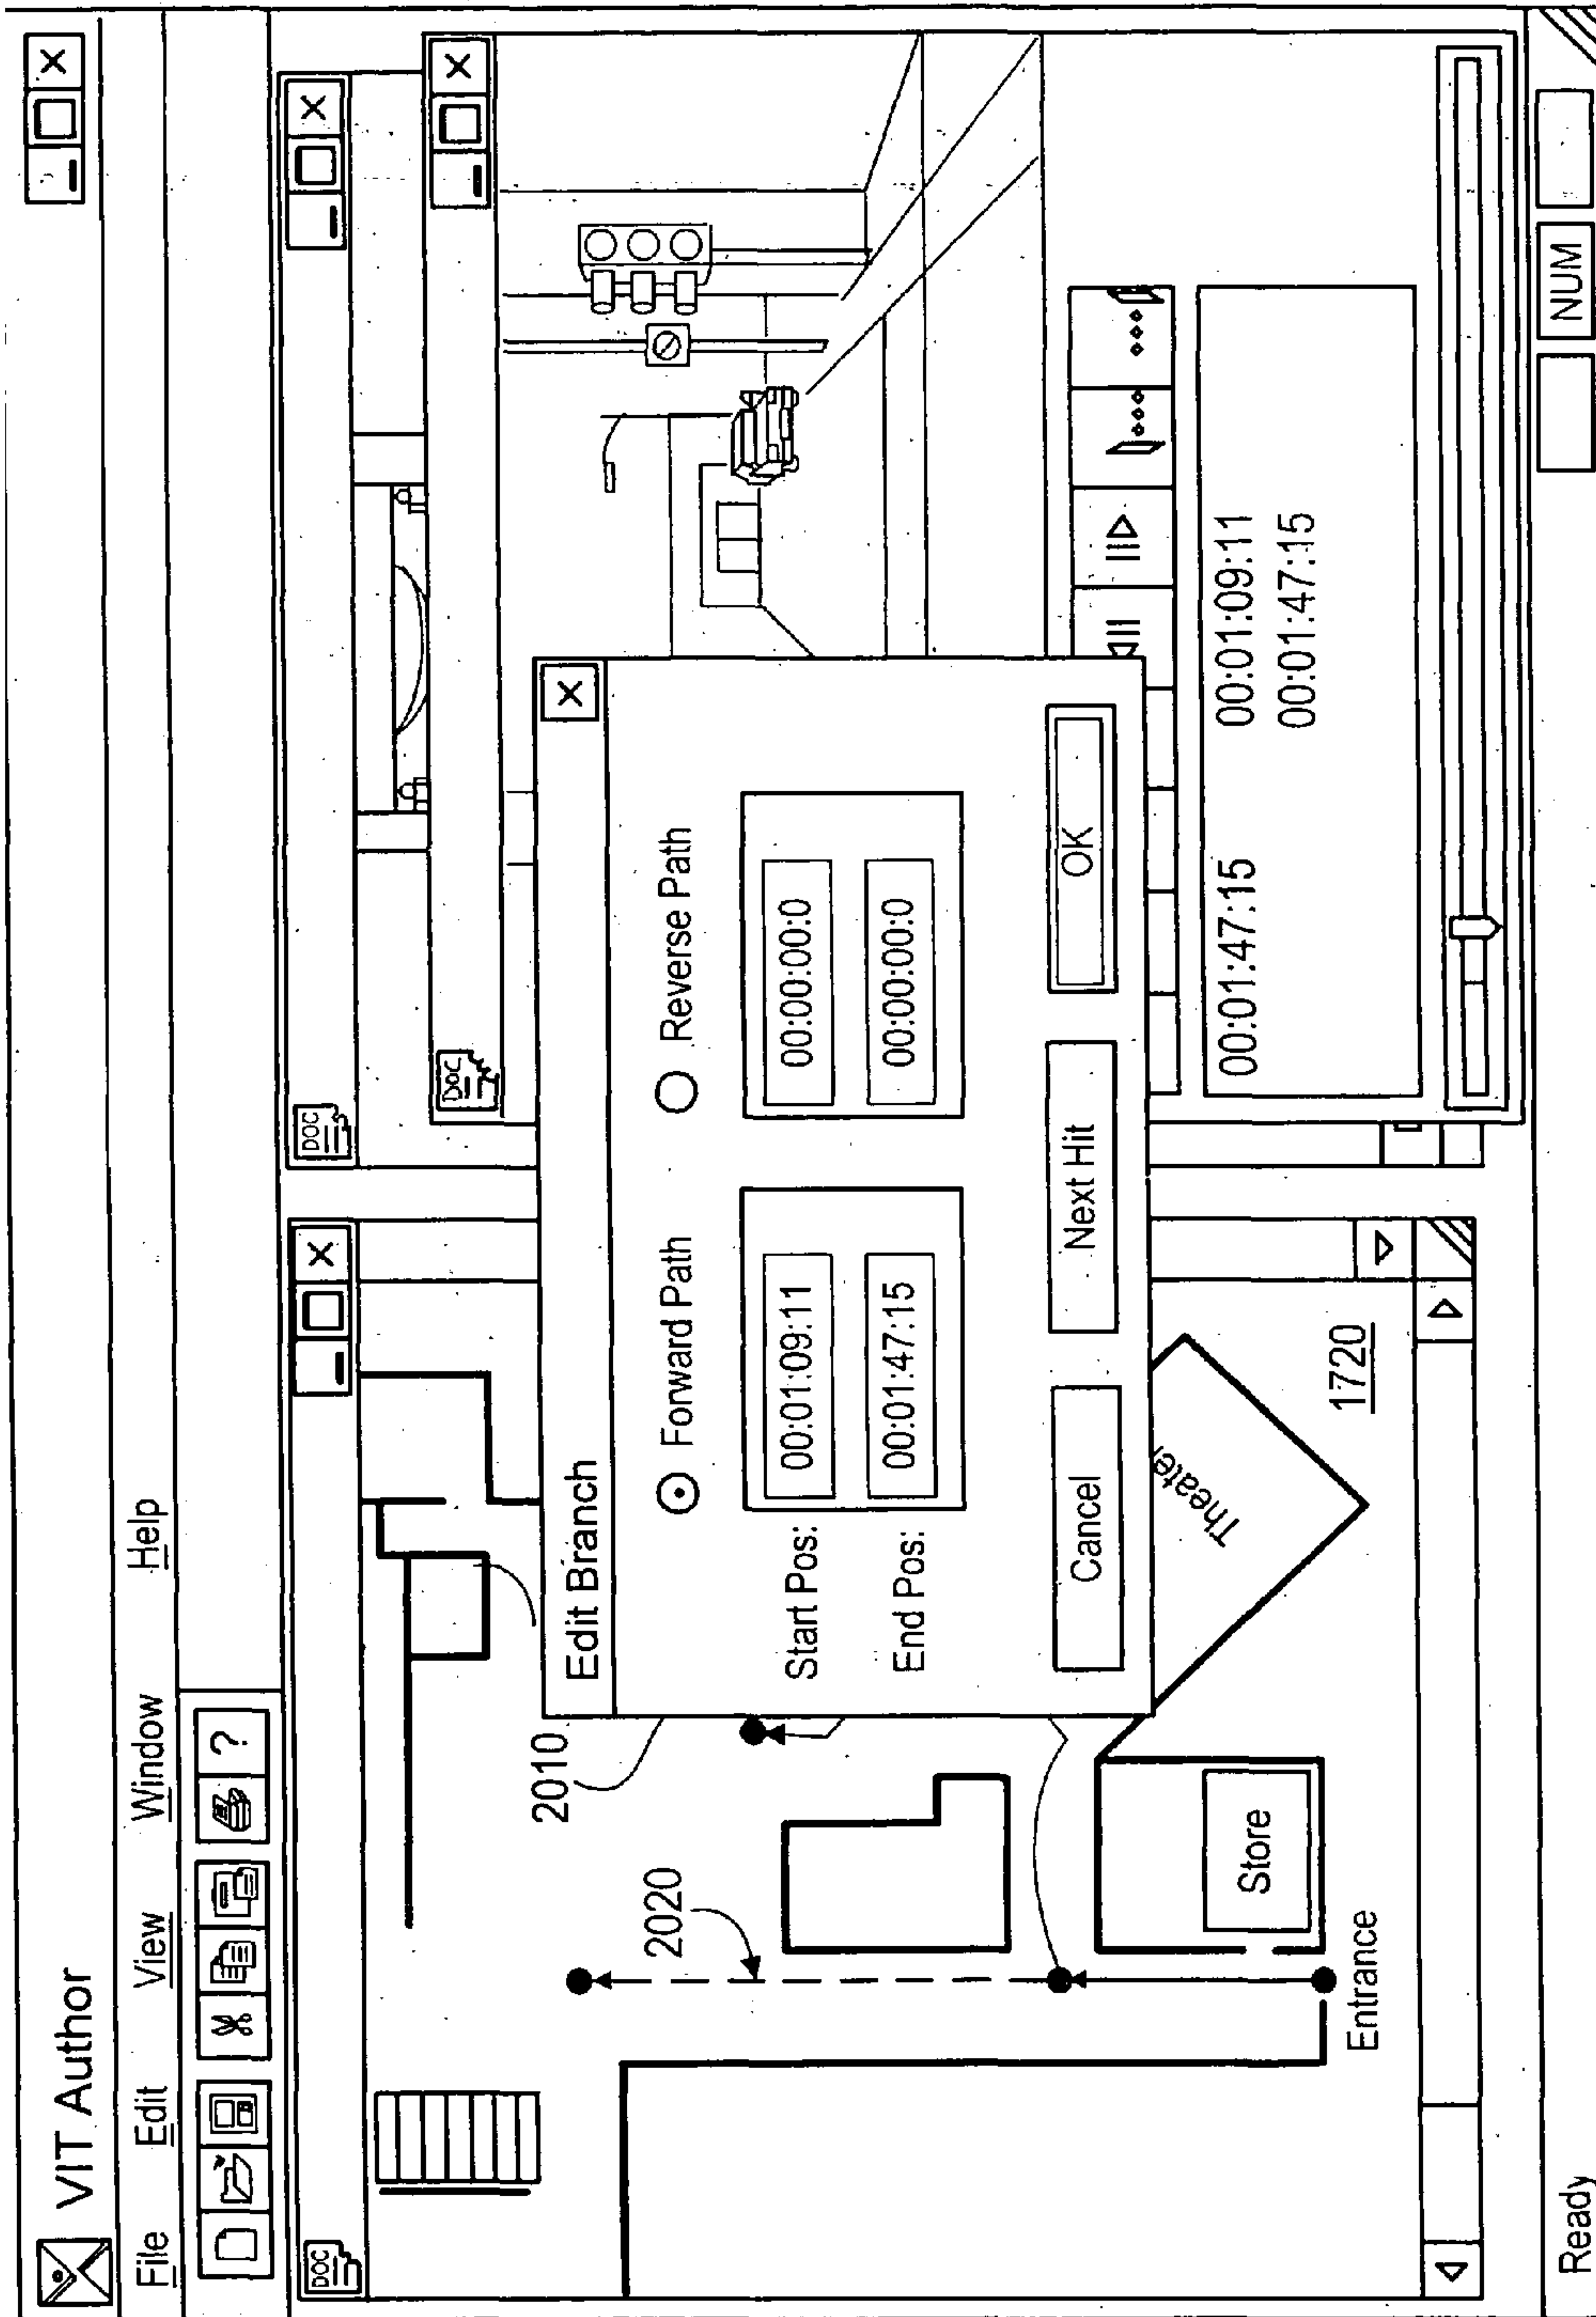 VIT Author
File Edit View Window Help
?
DOC
DOC
DOC
2010
2020
Edit Branch
Forward Path Reverse Path
Start Pos: 00:01:09:11 00:00:00:0
End Pos: 00:01:47:15 00:00:00:0
Cancel Next Hit OK
Theater
Store
Entrance
1720
00:01:47:15 00:01:09:11
00:01:47:15
Ready NUM